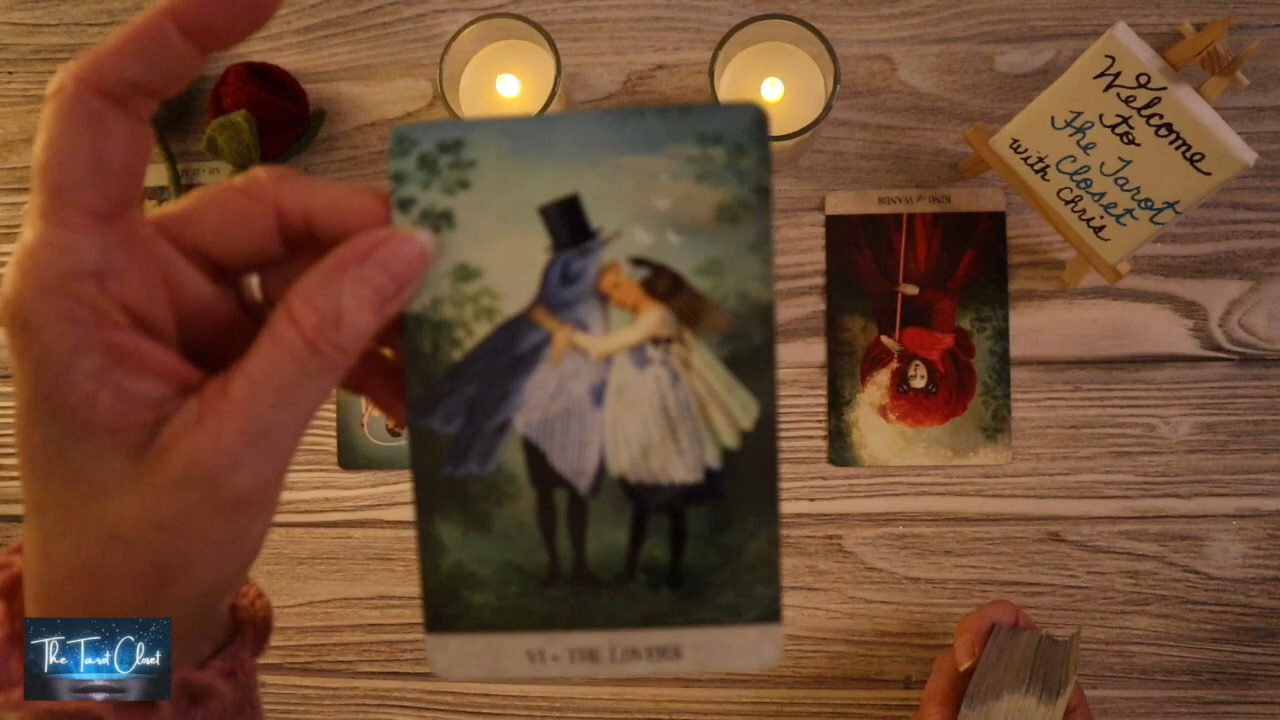 Welcome
to
The Tarot
Closet
with Chris
KING of WANDS
VI • THE LOVERS
The Tarot Closet